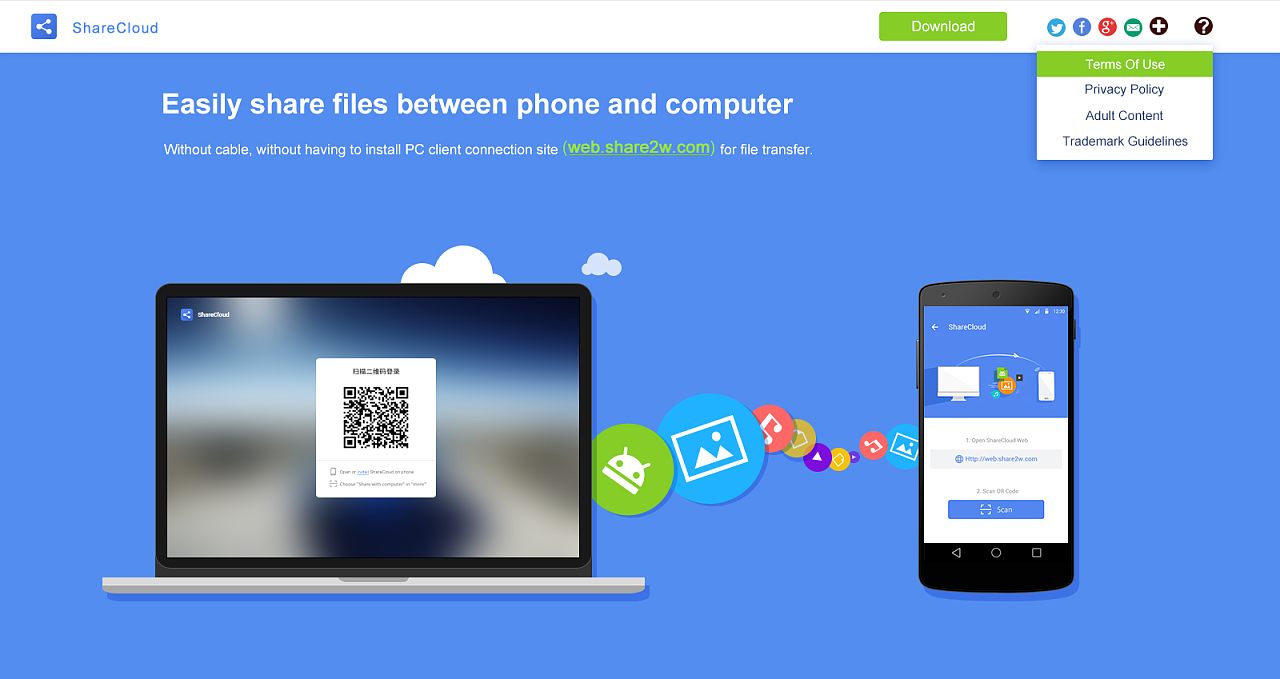 ShareCloud
Download
Terms Of Use
Privacy Policy
Adult Content
Trademark Guidelines
Easily share files between phone and computer
Without cable, without having to install PC client connection site (web.share2w.com) for file transfer.
ShareCloud
扫描二维码登录
Open or install ShareCloud on phone
Choose "Share with computer" in "more"
12:30
ShareCloud
1. Open ShareCloud Web
Http://web.share2w.com
2. Scan QR Code
Scan